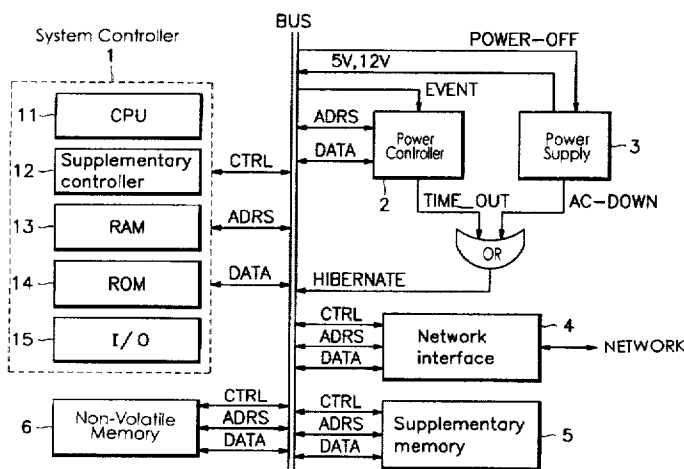 BUS
System Controller
1
POWER-OFF
5V,12V
EVENT
11
CPU
ADRS
Power
Controller
Power
Supply
3
12
Supplementary
controller
CTRL
DATA
2
TIME_OUT
AC-DOWN
13
RAM
ADRS
OR
14
ROM
DATA
HIBERNATE
15
I/O
CTRL
ADRS
DATA
Network
interface
4
NETWORK
6
Non-Volatile
Memory
CTRL
ADRS
DATA
CTRL
ADRS
DATA
Supplementary
memory
5